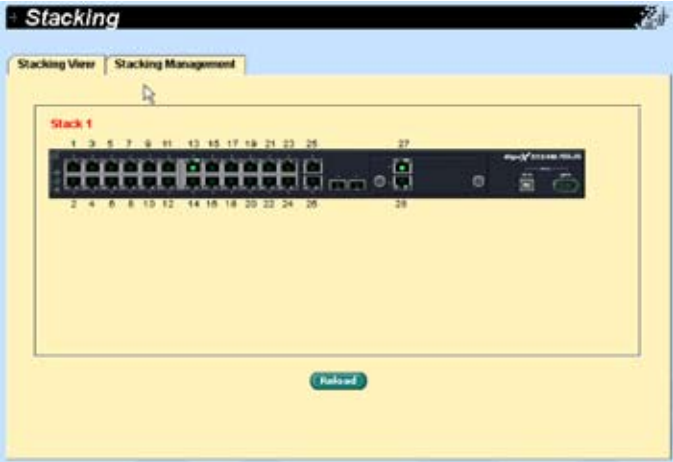 Stacking
Stacking View Stacking Management
Stack 1
1 3 5 7 9 11 13 15 17 19 21 23 25 27
2 4 6 8 10 12 14 16 18 20 22 24 26 28
Reload